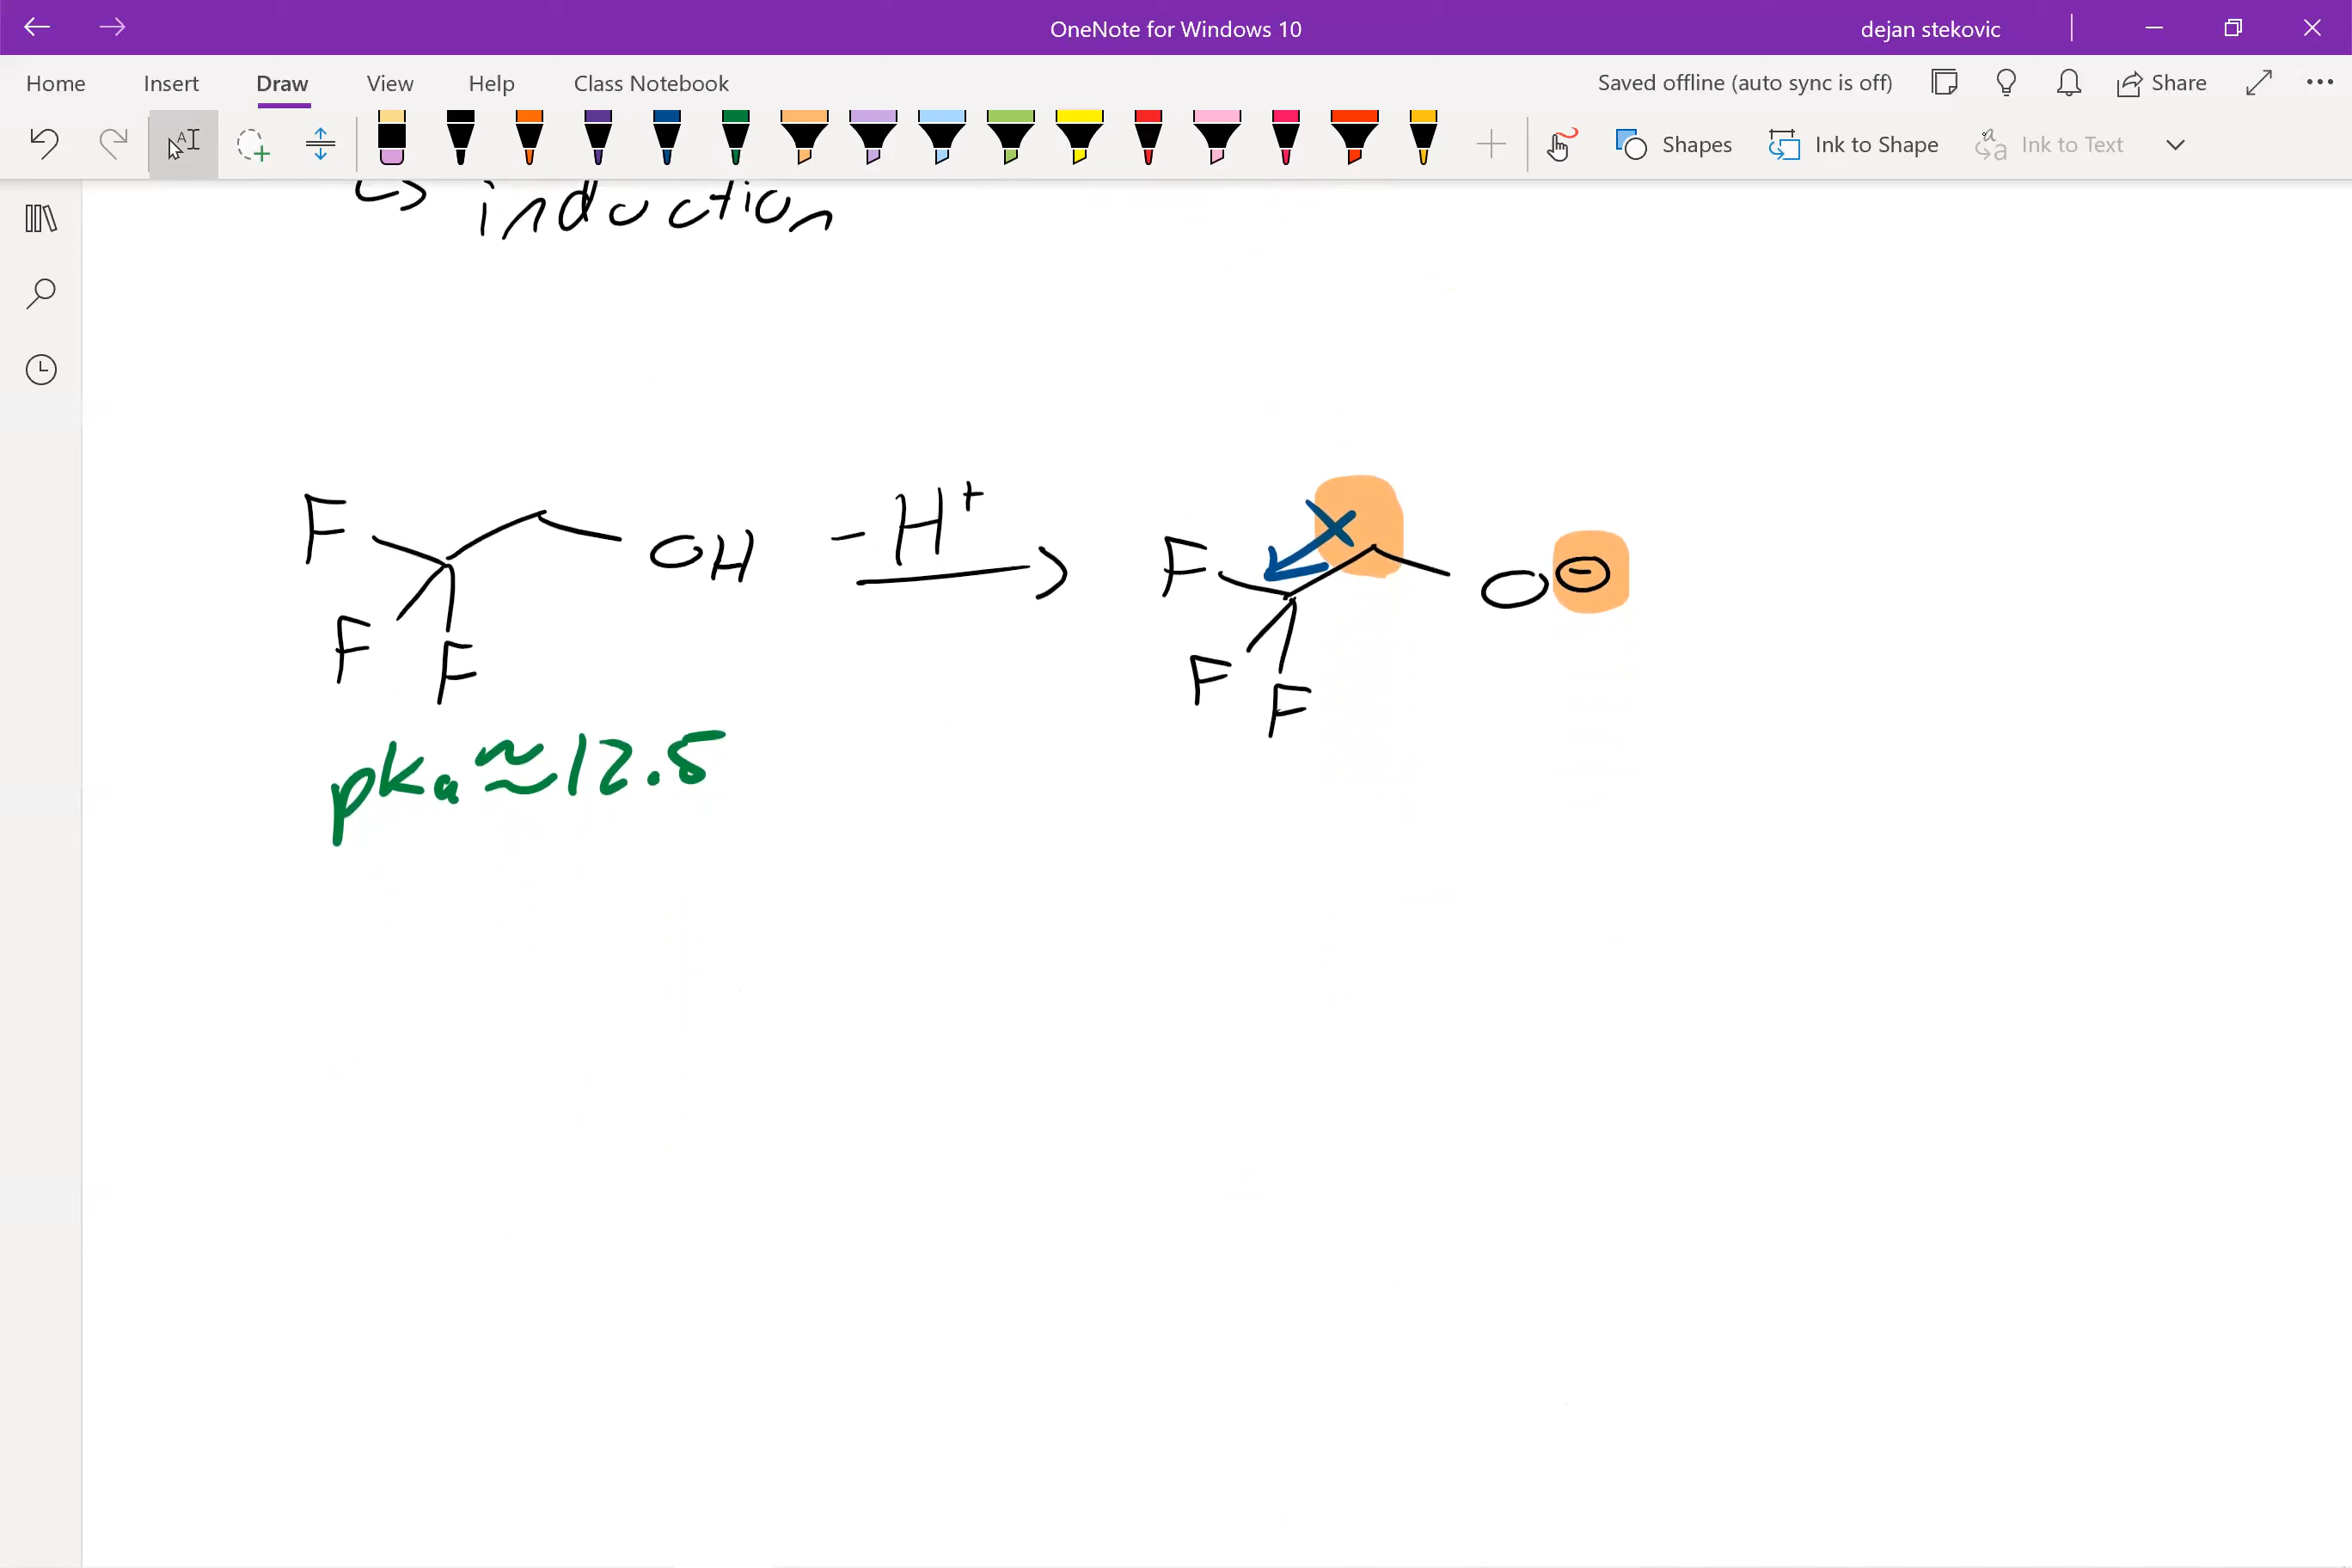 OneNote for Windows 10
dejan stekovic
Home Insert Draw View Help Class Notebook
Saved offline (auto sync is off)
Share
Shapes
Ink to Shape
Ink to Text
↳ induction
F
OH
F
F
-H⁺
F
O⊖
F
F
pka≈12.5